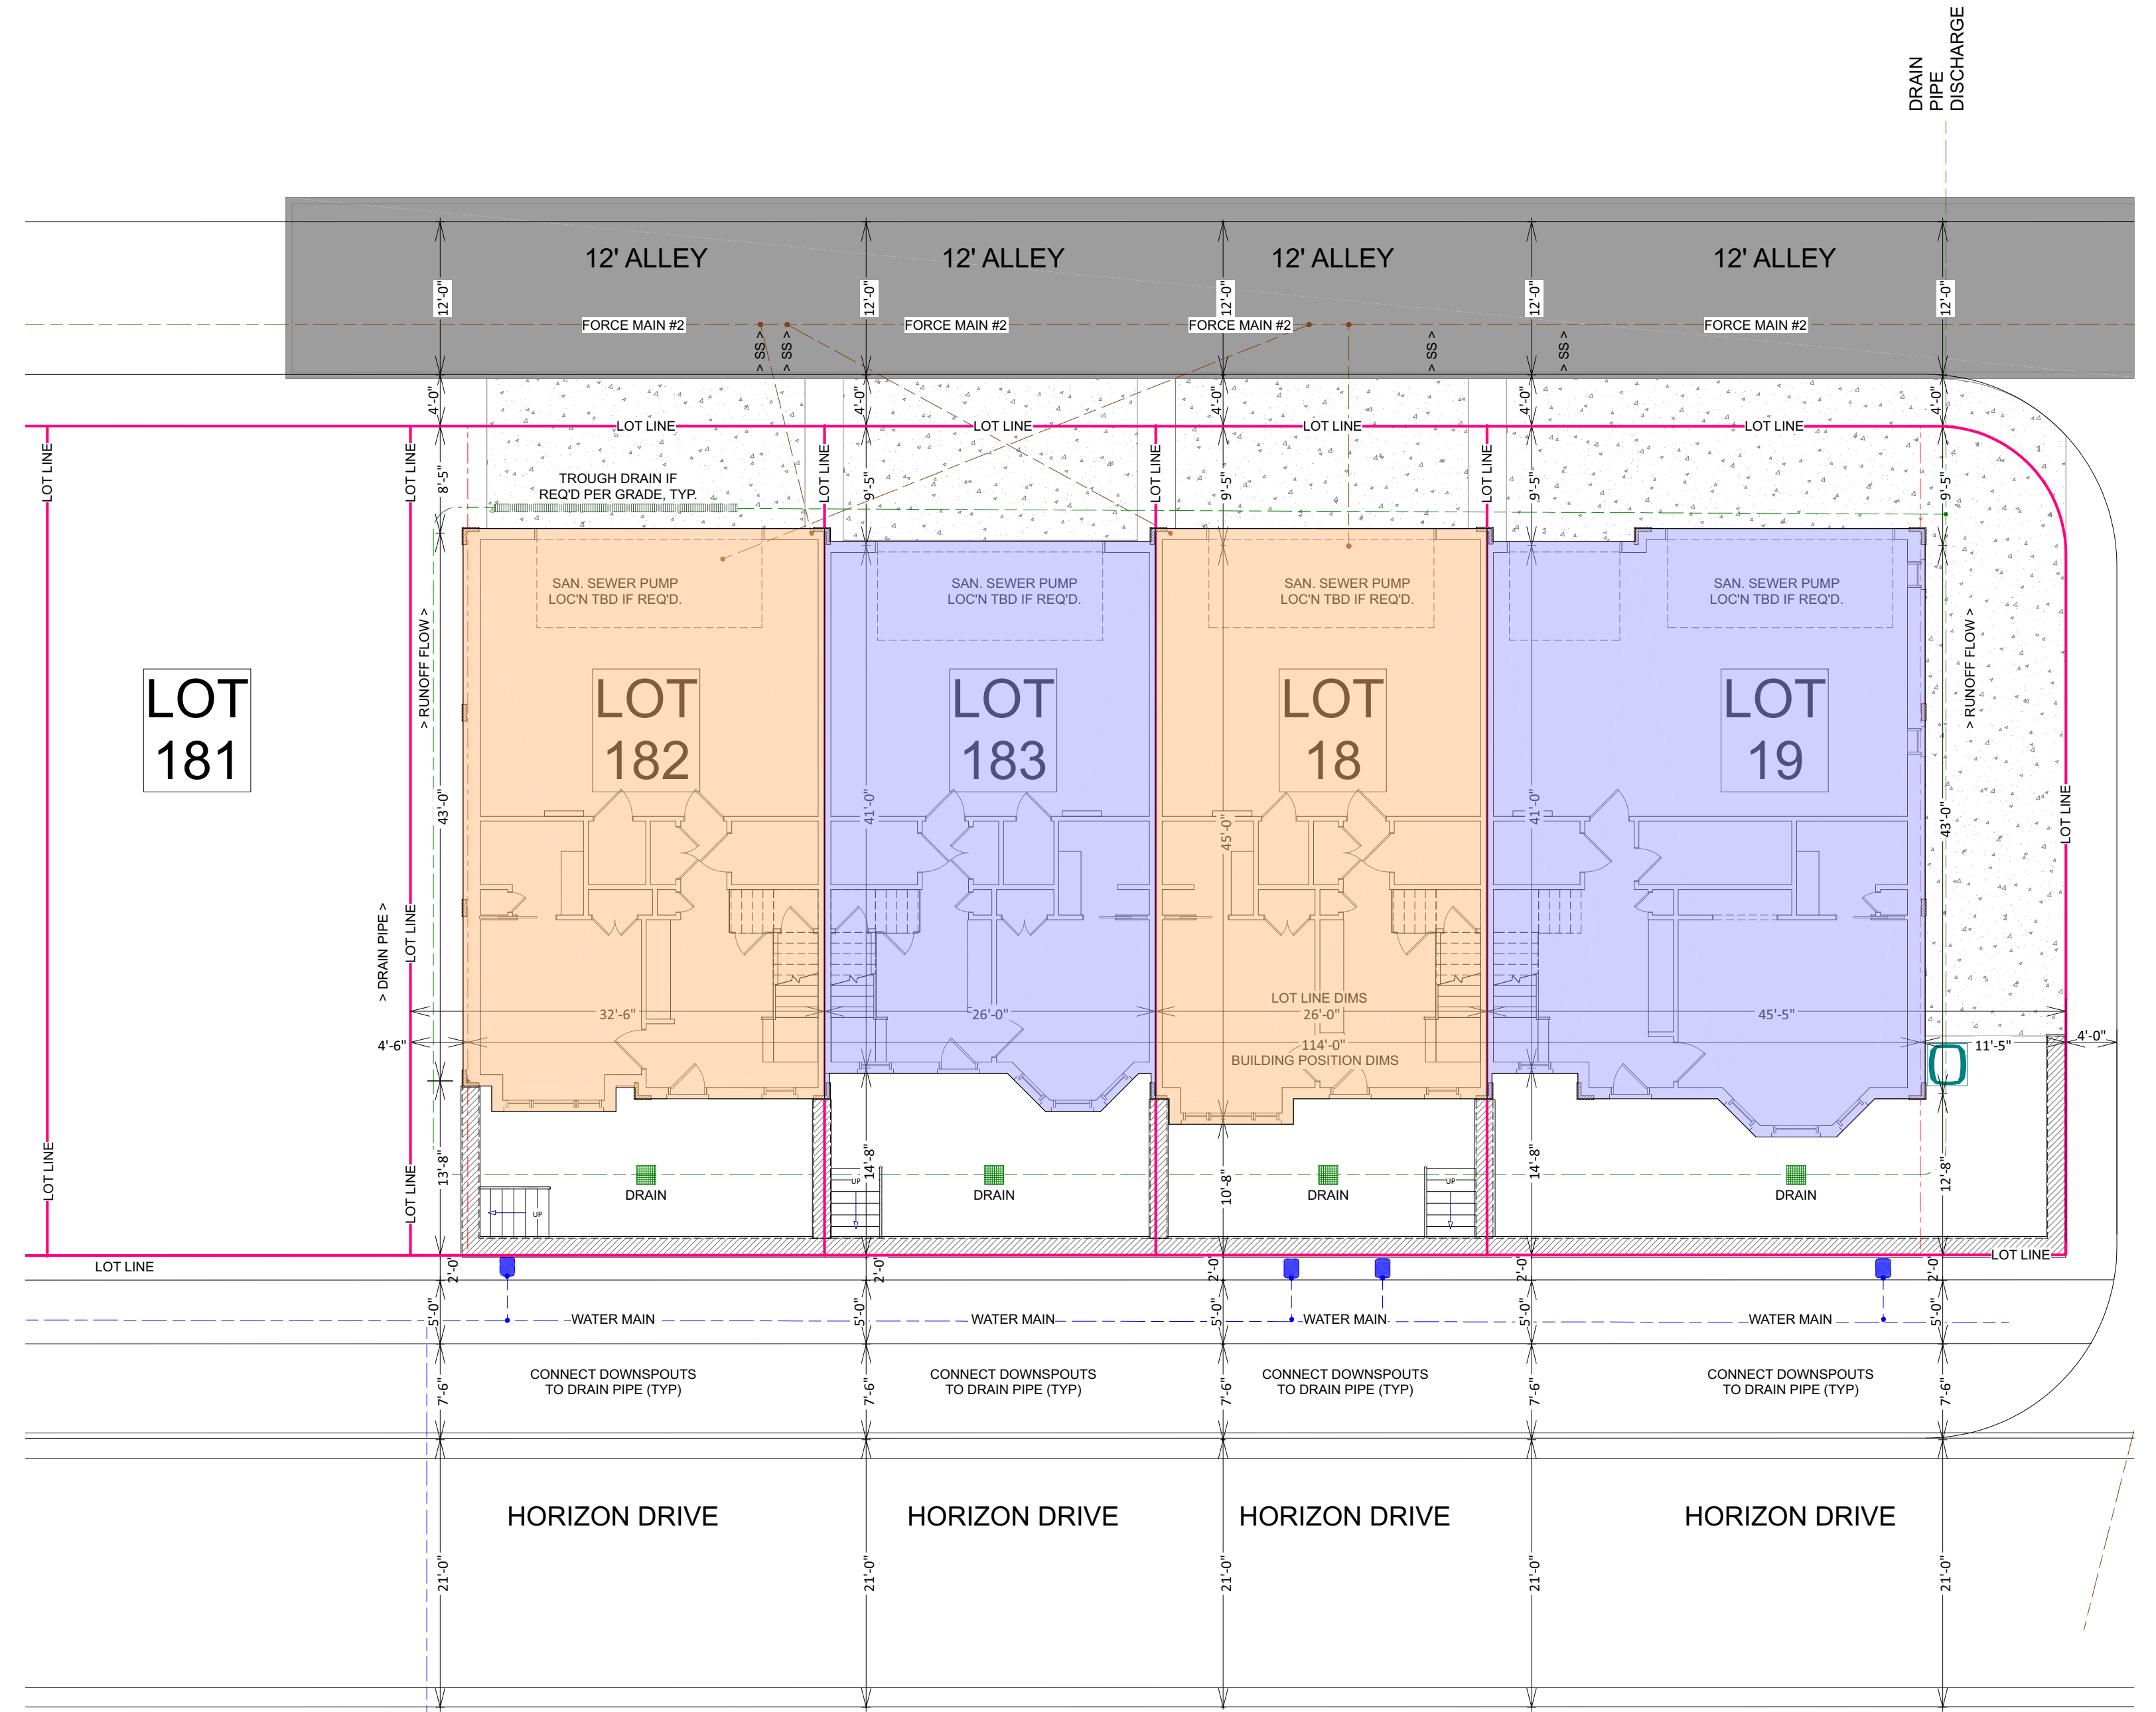 DRAIN
PIPE
DISCHARGE
12' ALLEY
12' ALLEY
12' ALLEY
12' ALLEY
12'-0"
12'-0"
12'-0"
12'-0"
12'-0"
FORCE MAIN #2
FORCE MAIN #2
FORCE MAIN #2
FORCE MAIN #2
> SS >
> SS >
> SS >
> SS >
4'-0"
4'-0"
4'-0"
4'-0"
4'-0"
LOT LINE
LOT LINE
LOT LINE
LOT LINE
LOT LINE
LOT LINE
LOT LINE
LOT LINE
LOT LINE
8'-5"
9'-5"
9'-5"
9'-5"
9'-5"
TROUGH DRAIN IF
REQ'D PER GRADE, TYP.
SAN. SEWER PUMP
LOC'N TBD IF REQ'D.
SAN. SEWER PUMP
LOC'N TBD IF REQ'D.
SAN. SEWER PUMP
LOC'N TBD IF REQ'D.
SAN. SEWER PUMP
LOC'N TBD IF REQ'D.
> RUNOFF FLOW >
> RUNOFF FLOW >
LOT
181
LOT
182
LOT
183
LOT
18
LOT
19
43'-0"
41'-0"
45'-0"
41'-0"
43'-0"
LOT LINE
> DRAIN PIPE >
LOT LINE
32'-6"
26'-0"
LOT LINE DIMS
26'-0"
45'-5"
4'-6"
114'-0"
BUILDING POSITION DIMS
11'-5"
4'-0"
LOT LINE
LOT LINE
13'-8"
14'-8"
10'-8"
14'-8"
12'-8"
UP
UP
UP
DRAIN
DRAIN
DRAIN
DRAIN
LOT LINE
LOT LINE
2'-0"
2'-0"
2'-0"
2'-0"
2'-0"
5'-0"
5'-0"
5'-0"
5'-0"
5'-0"
WATER MAIN
WATER MAIN
WATER MAIN
WATER MAIN
CONNECT DOWNSPOUTS
TO DRAIN PIPE (TYP)
CONNECT DOWNSPOUTS
TO DRAIN PIPE (TYP)
CONNECT DOWNSPOUTS
TO DRAIN PIPE (TYP)
CONNECT DOWNSPOUTS
TO DRAIN PIPE (TYP)
7'-6"
7'-6"
7'-6"
7'-6"
7'-6"
HORIZON DRIVE
HORIZON DRIVE
HORIZON DRIVE
HORIZON DRIVE
21'-0"
21'-0"
21'-0"
21'-0"
21'-0"